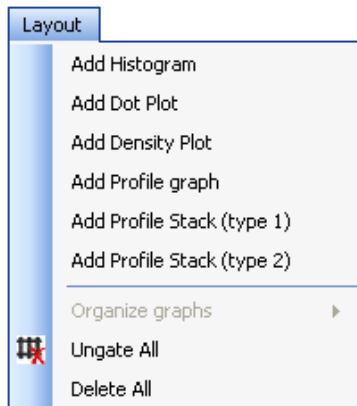 Layout
Add Histogram
Add Dot Plot
Add Density Plot
Add Profile graph
Add Profile Stack (type 1)
Add Profile Stack (type 2)
Organize graphs
Ungate All
Delete All